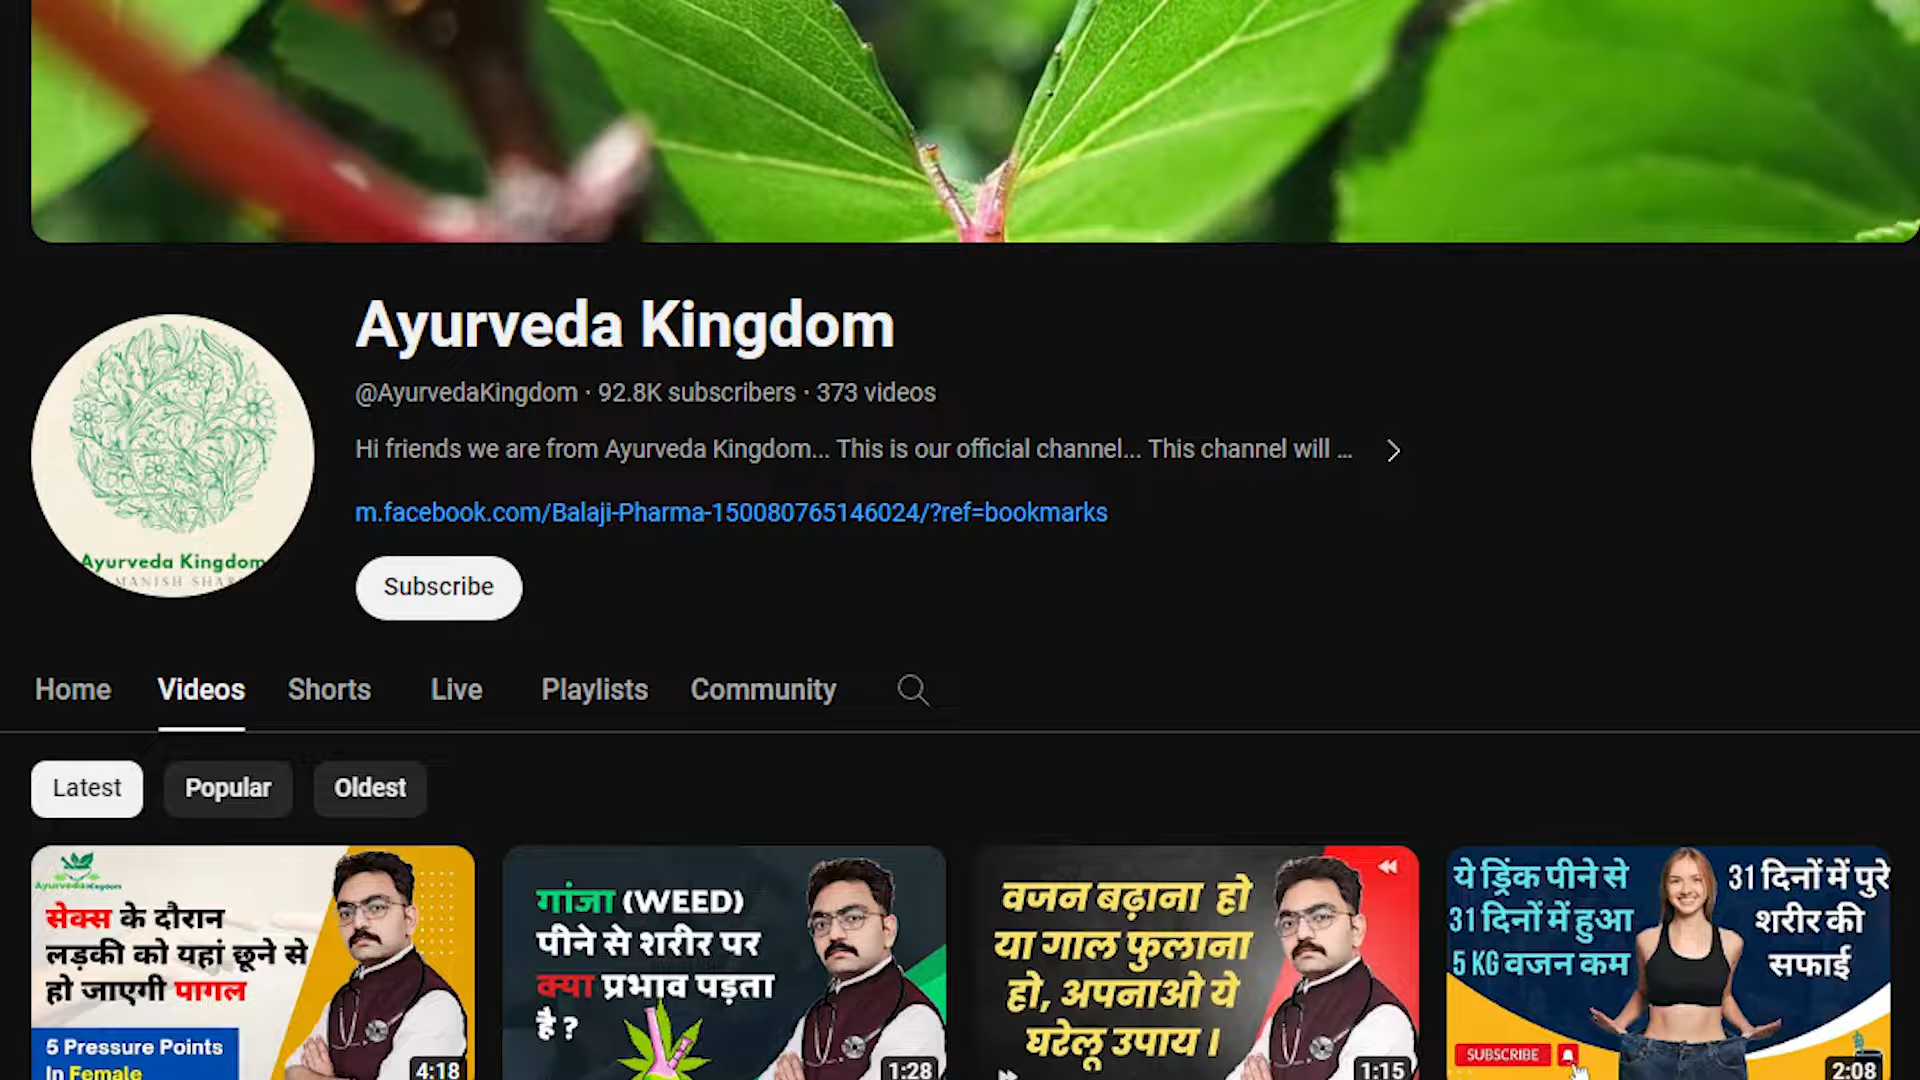 Ayurveda Kingdom
@AyurvedaKingdom · 92.8K subscribers · 373 videos
Hi friends we are from Ayurveda Kingdom... This is our official channel... This channel will ...
m.facebook.com/Balaji-Pharma-150080765146024/?ref=bookmarks
Ayurveda Kingdom
MANISH SHAR
Subscribe
Home Videos Shorts Live Playlists Community
Latest Popular Oldest
AyurvedaKingdom
सेक्स के दौरान
लड़की को यहां छूने से
हो जाएगी पागल
5 Pressure Points
In Female
4:18
गांजा (WEED)
पीने से शरीर पर
क्या प्रभाव पड़ता
है ?
1:28
वजन बढ़ाना हो
या गाल फुलाना
हो, अपनाओ ये
घरेलू उपाय ।
1:15
ये ड्रिंक पीने से
31 दिनों में हुआ
5 KG वजन कम
31 दिनों में पुरे
शरीर की
सफाई
SUBSCRIBE
2:08